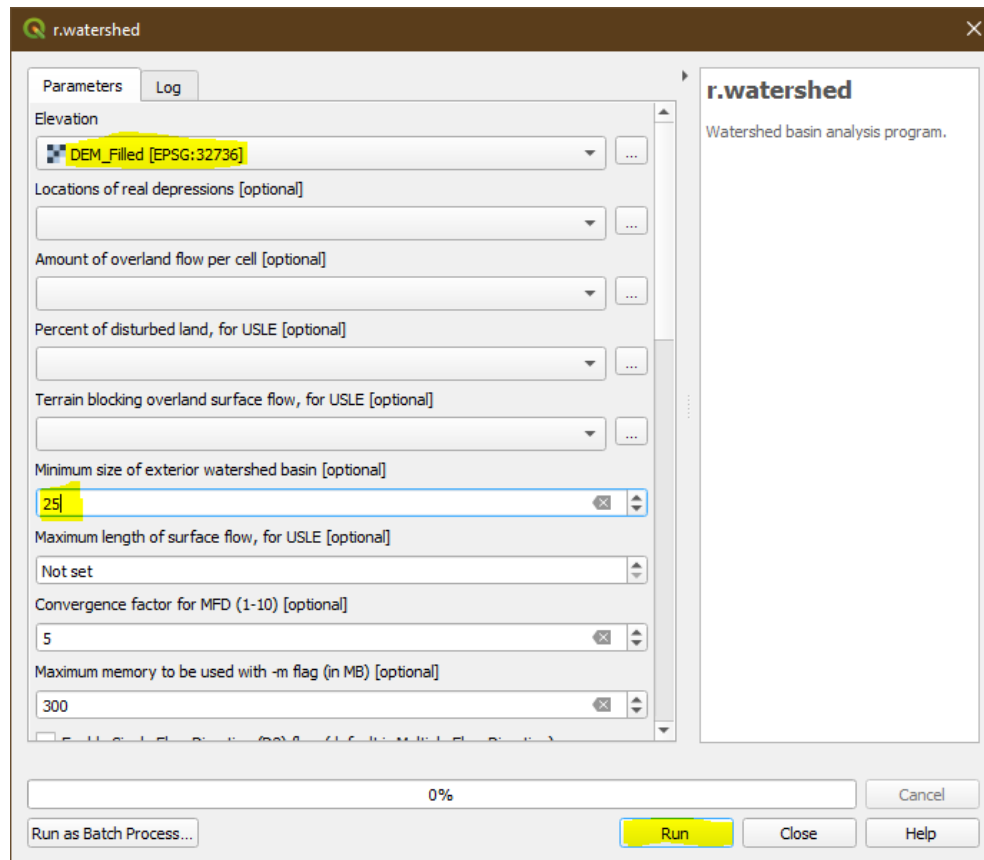 r.watershed
Parameters
Log
Elevation
DEM_Filled [EPSG:32736]
...
Locations of real depressions [optional]
...
Amount of overland flow per cell [optional]
...
Percent of disturbed land, for USLE [optional]
...
Terrain blocking overland surface flow, for USLE [optional]
...
Minimum size of exterior watershed basin [optional]
25
Maximum length of surface flow, for USLE [optional]
Not set
Convergence factor for MFD (1-10) [optional]
5
Maximum memory to be used with -m flag (in MB) [optional]
300
r.watershed
Watershed basin analysis program.
0%
Cancel
Run as Batch Process...
Run
Close
Help